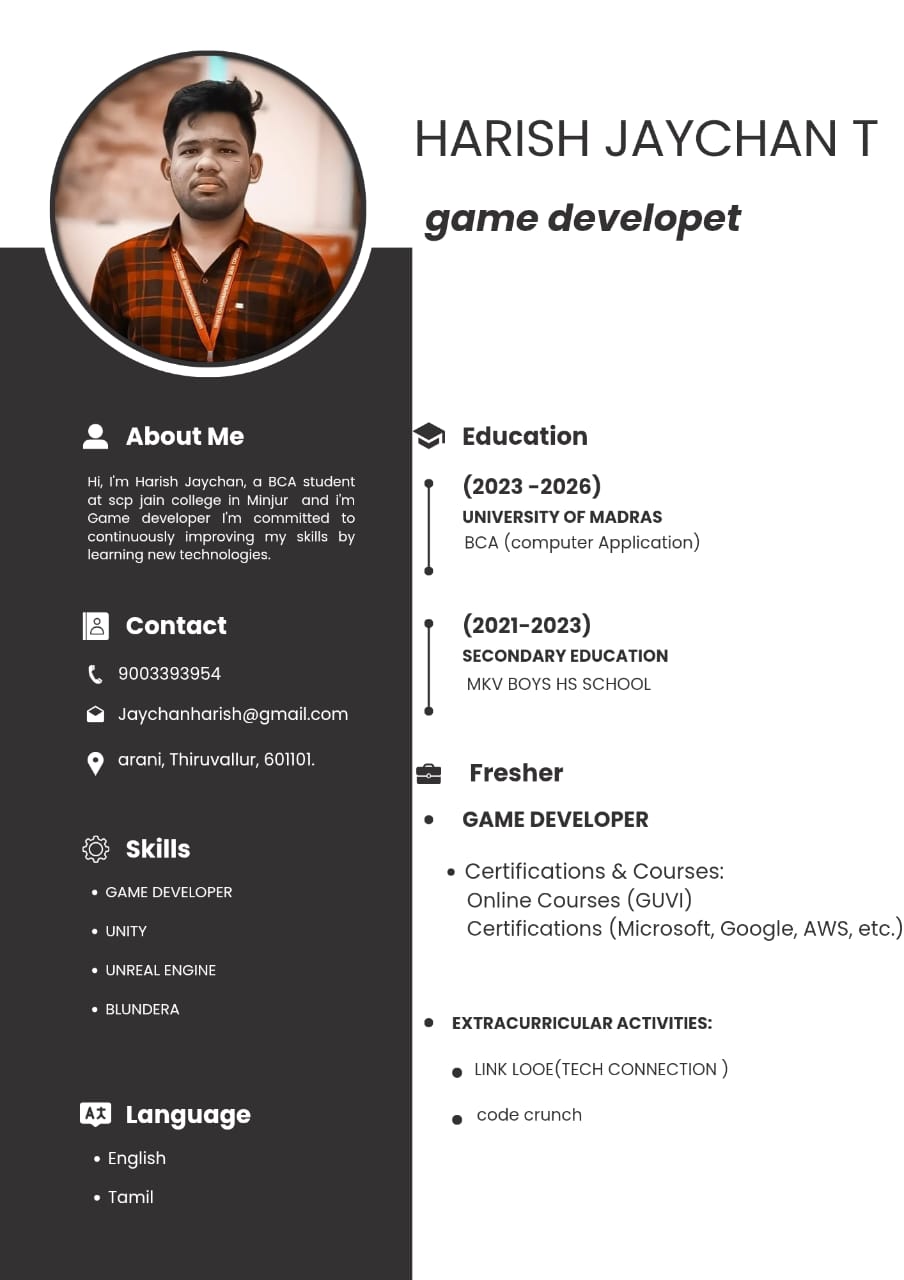 HARISH JAYCHAN T
game developet
About Me
Hi, I'm Harish Jaychan, a BCA student
at scp jain college in Minjur and i'm
Game developer I'm committed to
continuously improving my skills by
learning new technologies.
Contact
9003393954
Jaychanharish@gmail.com
arani, Thiruvallur, 601101.
Skills
GAME DEVELOPER
UNITY
UNREAL ENGINE
BLUNDERA
Language
English
Tamil
Education
(2023 -2026)
UNIVERSITY OF MADRAS
BCA (computer Application)
(2021-2023)
SECONDARY EDUCATION
MKV BOYS HS SCHOOL
Fresher
GAME DEVELOPER
Certifications & Courses:
Online Courses (GUVI)
Certifications (Microsoft, Google, AWS, etc.)
EXTRACURRICULAR ACTIVITIES:
LINK LOOE(TECH CONNECTION )
code crunch